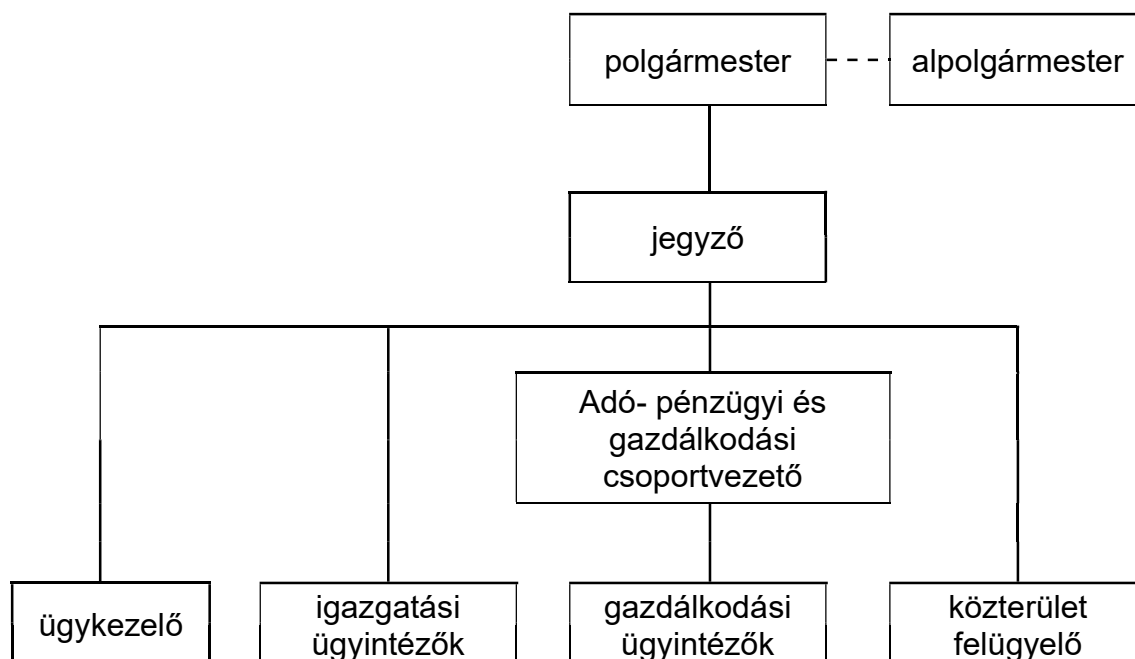 polgármester
alpolgármester
jegyző
Adó- pénzügyi és
gazdálkodási
csoportvezető
ügykezelő
igazgatási
ügyintézők
gazdálkodási
ügyintézők
közterület
felügyelő